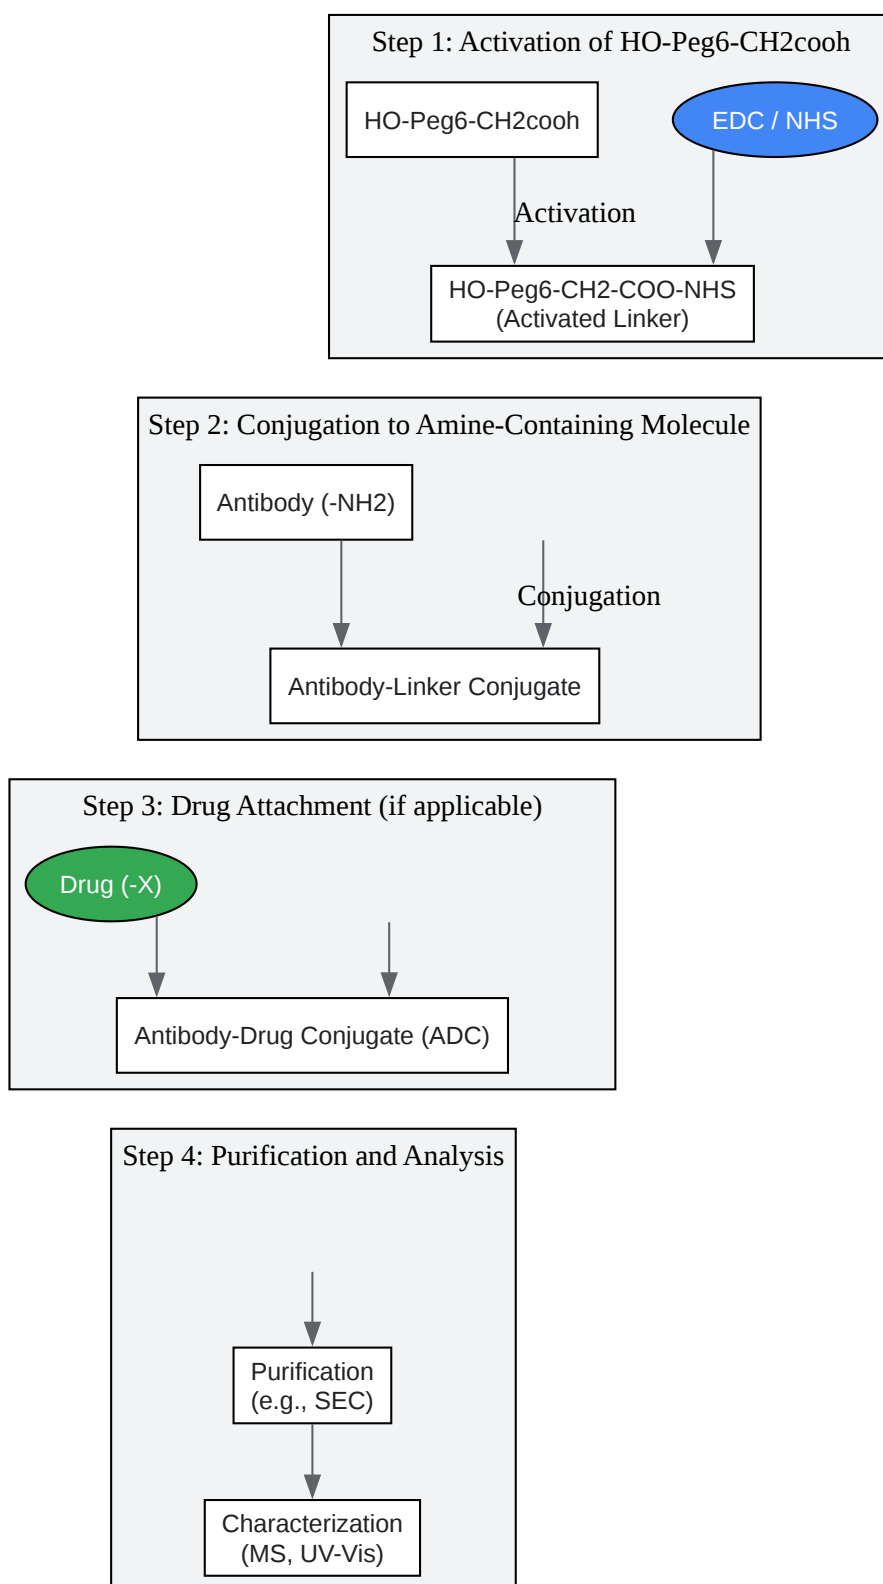 Step 1: Activation of HO-Peg6-CH2cooh
HO-Peg6-CH2cooh
EDC / NHS
Activation
HO-Peg6-CH2-COO-NHS
(Activated Linker)
Step 2: Conjugation to Amine-Containing Molecule
Antibody (-NH2)
Conjugation
Antibody-Linker Conjugate
Step 3: Drug Attachment (if applicable)
Drug (-X)
Antibody-Drug Conjugate (ADC)
Step 4: Purification and Analysis
Purification
(e.g., SEC)
Characterization
(MS, UV-Vis)